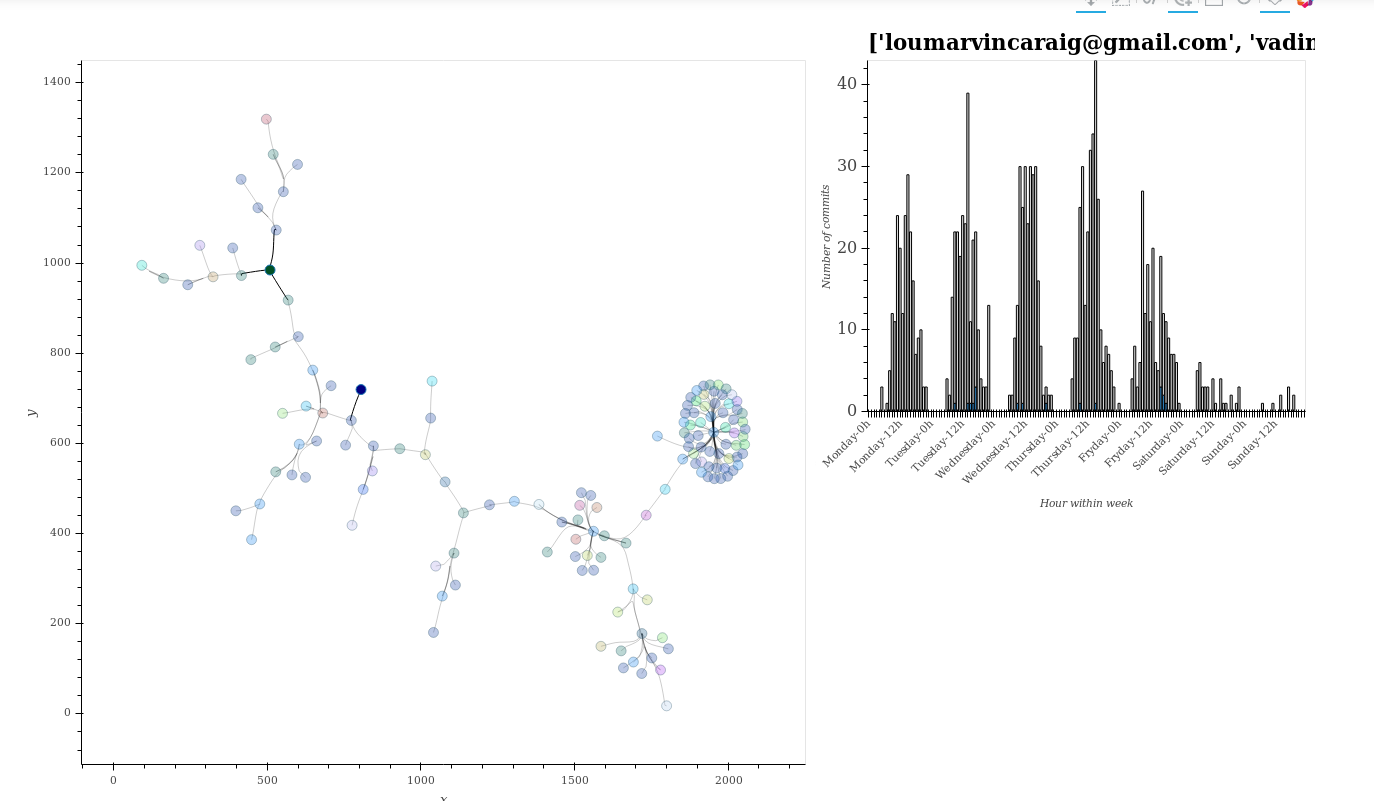 ['loumarvincaraig@gmail.com', 'vadin
1400
1200
1000
800
600
400
200
0
y
0
500
1000
1500
2000
x
40
30
20
10
0
Number of commits
Monday-0h
Monday-12h
Tuesday-0h
Tuesday-12h
Wednesday-0h
Wednesday-12h
Thursday-0h
Thursday-12h
Fryday-0h
Fryday-12h
Saturday-0h
Saturday-12h
Sunday-0h
Sunday-12h
Hour within week